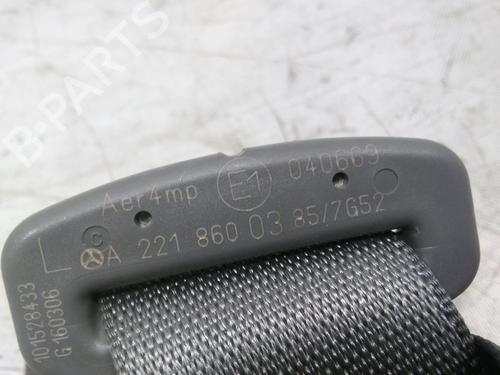 B-PARTS
Aer4mp E1 040669
L A 221 860 03 85/7G52
101528433
G 160306